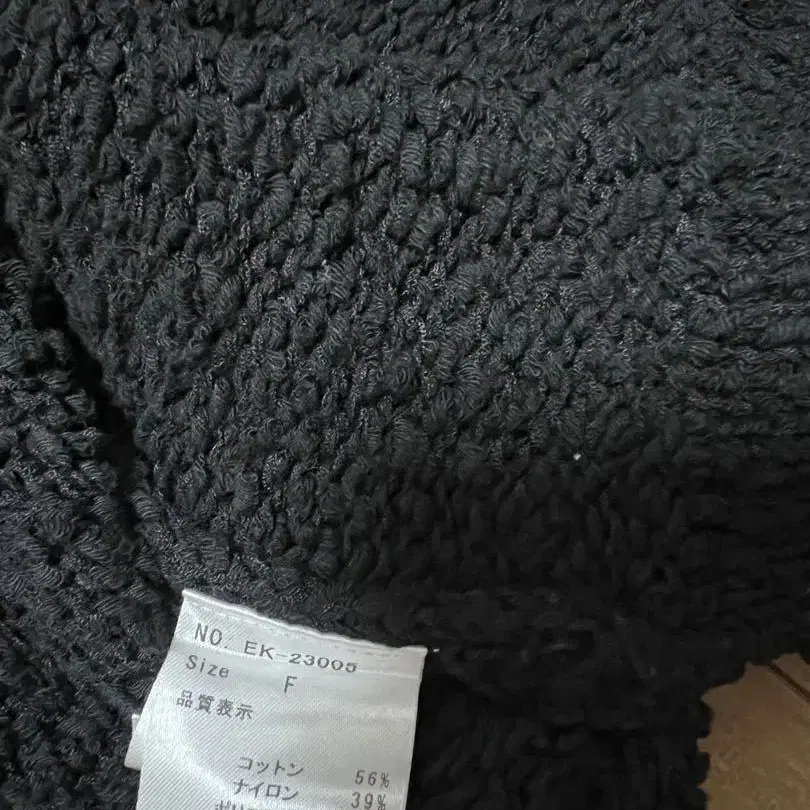 NO. EK-23005
Size F
品質表示
コットン 56%
ナイロン 39%